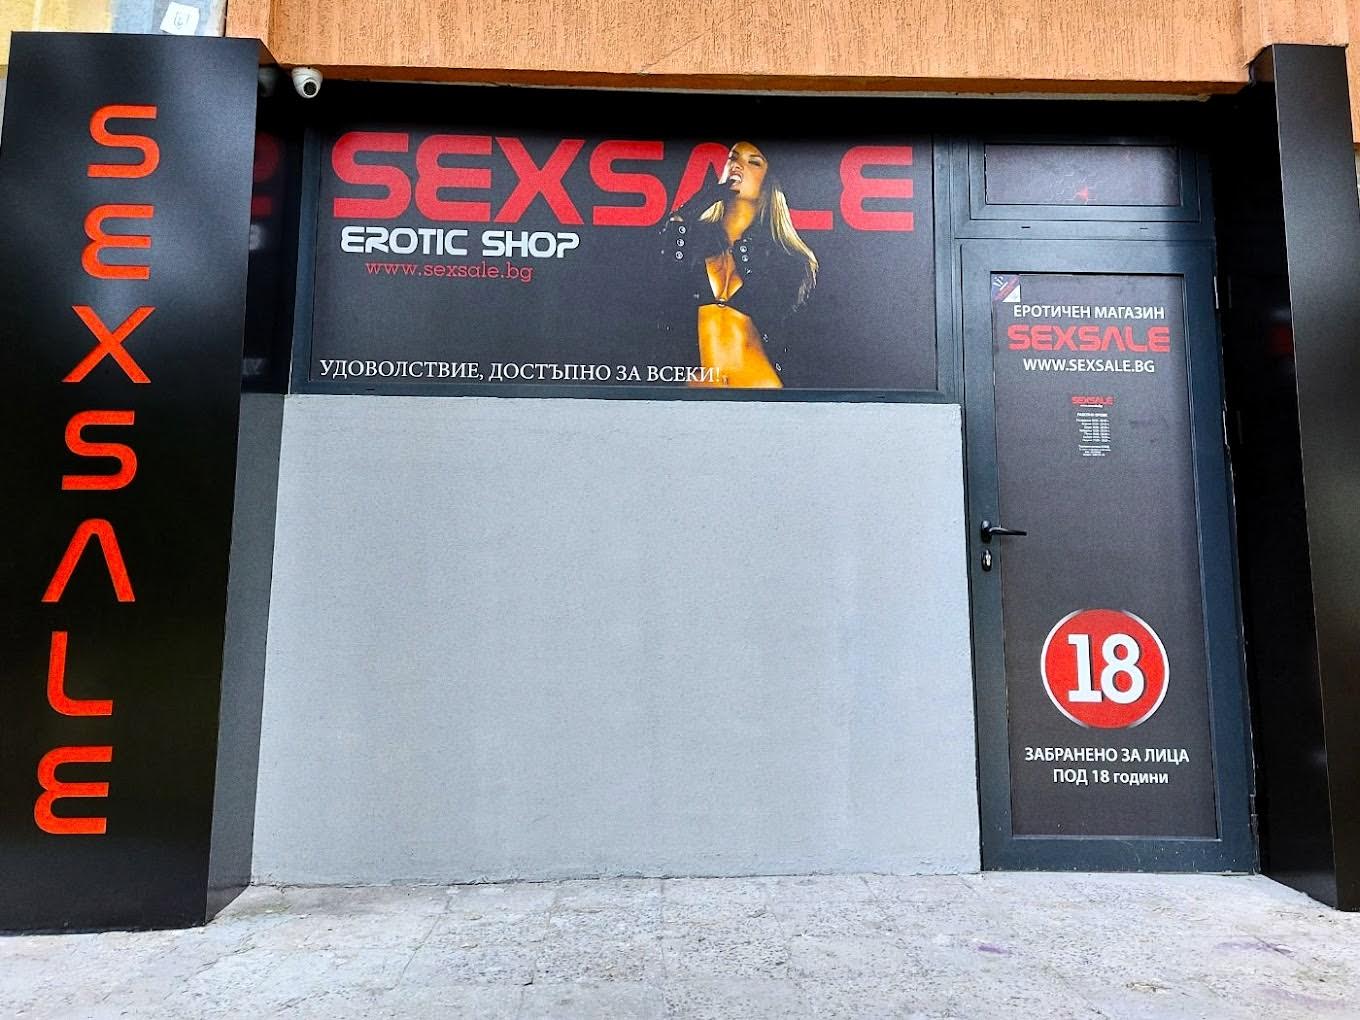 SEXSALE
SEXSALE
EROTIC SHOP
www.sexsale.bg
УДОВОЛСТВИЕ, ДОСТЪПНО ЗА ВСЕКИ!
ЕРОТИЧЕН МАГАЗИН
SEXSALE
WWW.SEXSALE.BG
SEXSALE
18
ЗАБРАНЕНО ЗА ЛИЦА
ПОД 18 години